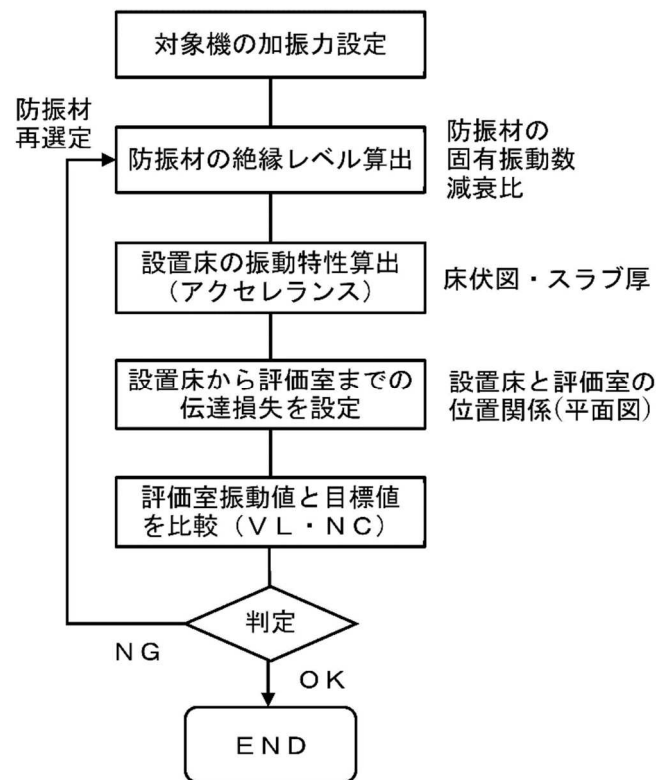 対象機の加振力設定
防振材
再選定
防振材の絶縁レベル算出
防振材の
固有振動数
減衰比
設置床の振動特性算出
(アクセレランス)
床伏図・スラブ厚
設置床から評価室までの
伝達損失を設定
設置床と評価室の
位置関係(平面図)
評価室振動値と目標値
を比較(VL・NC)
判定
NG
OK
END